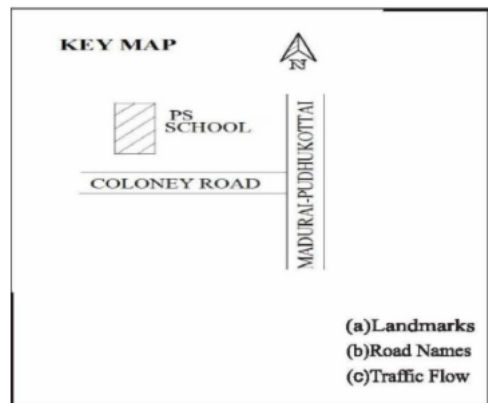 KEY MAP
N
PS
SCHOOL
COLONEY ROAD
MADURAI-PUDHUKOTTAI
(a)Landmarks
(b)Road Names
(c)Traffic Flow